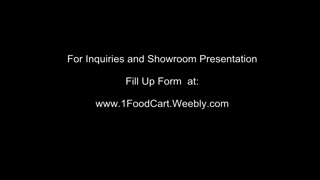 For Inquiries and Showroom Presentation
Fill Up Form at:
www.1FoodCart.Weebly.com